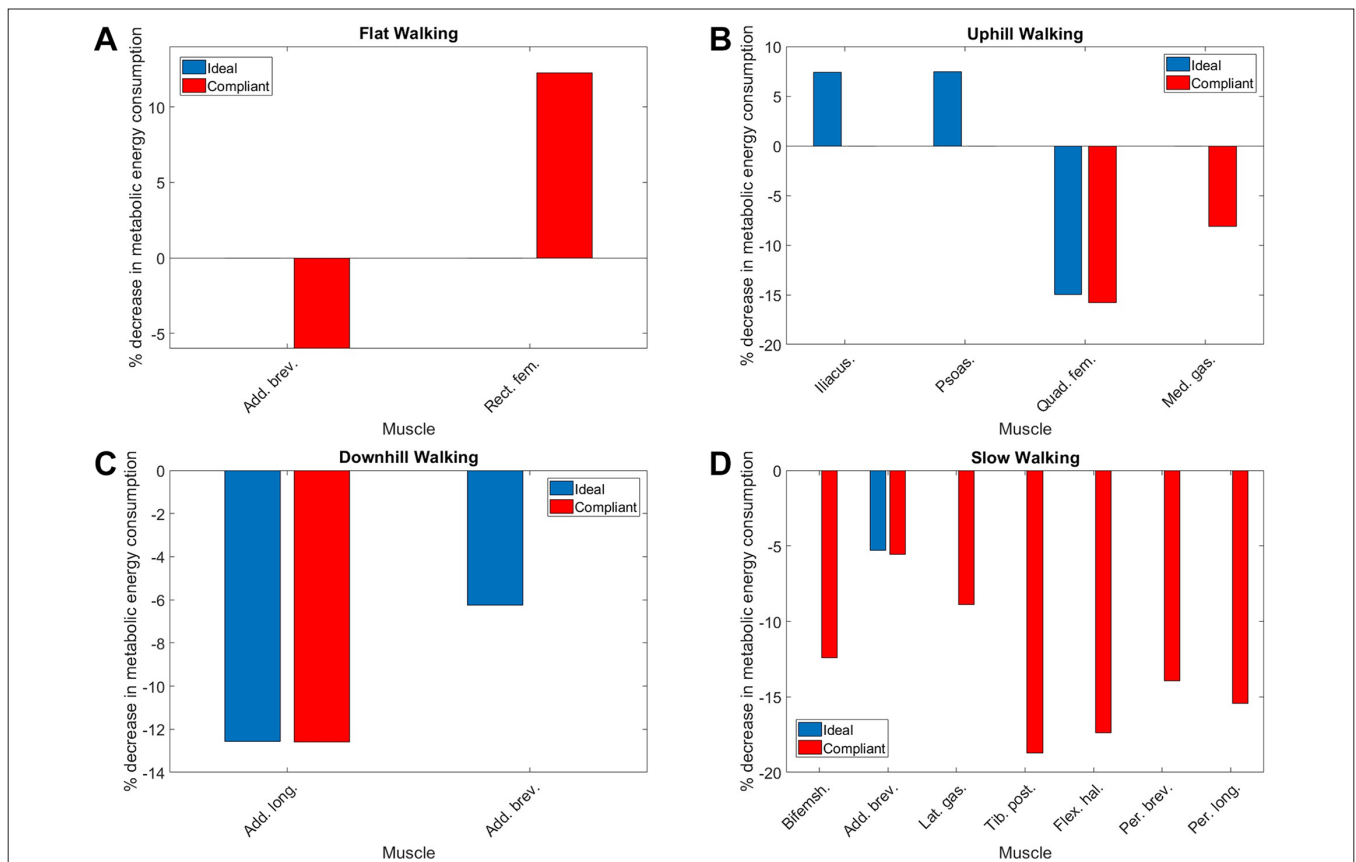 A
Flat Walking
% decrease in metabolic energy consumption
Ideal
Compliant
10
5
0
-5
Add. brev.
Rect. fem.
Muscle
B
Uphill Walking
% decrease in metabolic energy consumption
Ideal
Compliant
10
5
0
-5
-10
-15
-20
Iliacus.
Psoas.
Quad. fem.
Med. gas.
Muscle
C
Downhill Walking
% decrease in metabolic energy consumption
Ideal
Compliant
0
-2
-4
-6
-8
-10
-12
-14
Add. long.
Add. brev.
Muscle
D
Slow Walking
% decrease in metabolic energy consumption
0
-5
-10
-15
-20
Ideal
Compliant
Bifemsh.
Add. brev.
Lat. gas.
Tib. post.
Flex. hal.
Per. brev.
Per. long.
Muscle